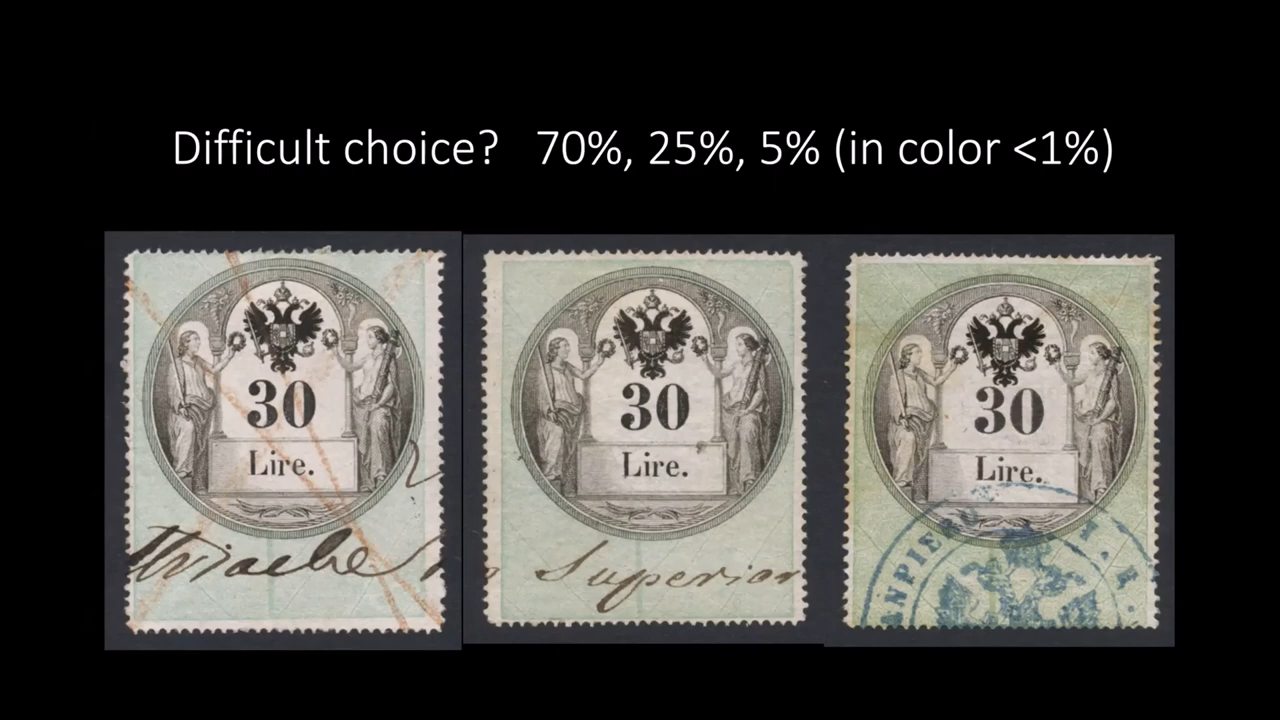 Difficult choice? 70%, 25%, 5% (in color <1%)
30
Lire.
30
Lire.
Superior
30
Lire.